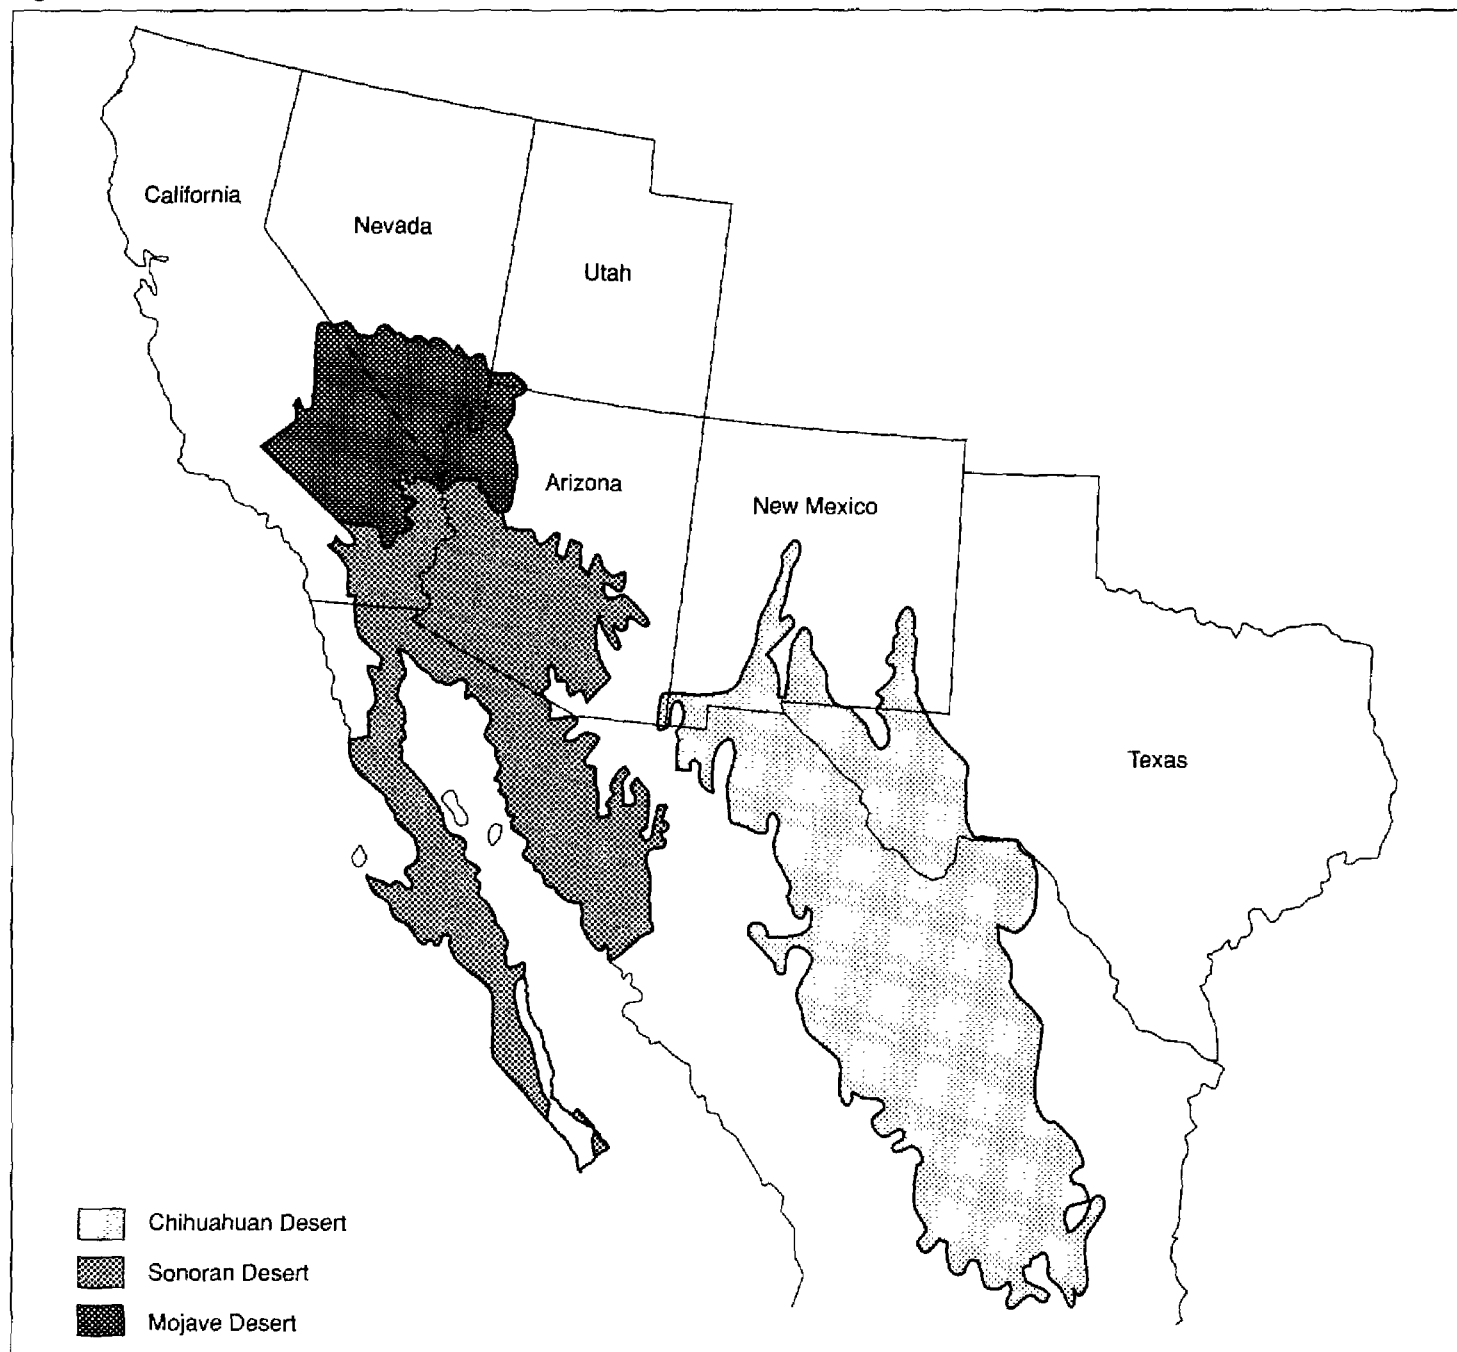 California
Nevada
Utah
Arizona
New Mexico
Texas
Chihuahuan Desert
Sonoran Desert
Mojave Desert